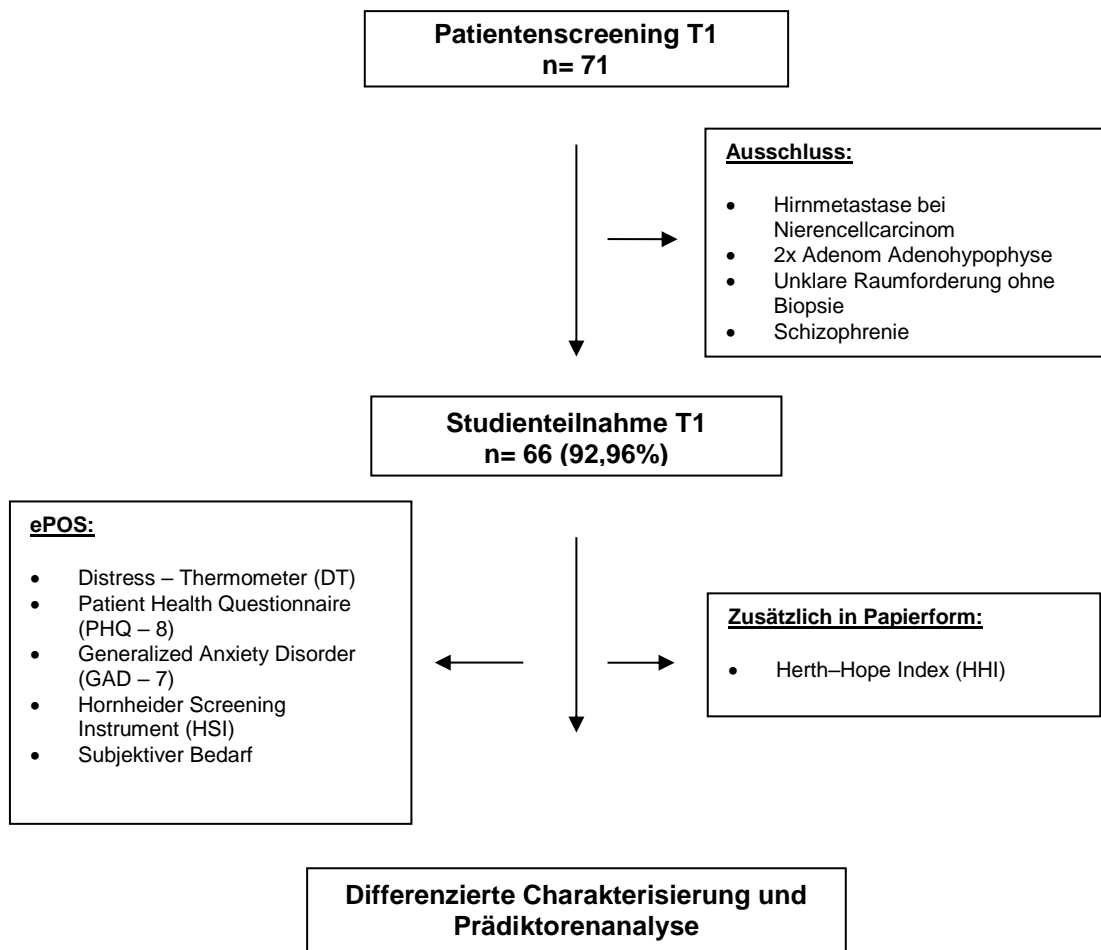 Patientenscreening T1
n= 71
Ausschluss:
• Hirnmetastase bei
Nierencellcarcinom
• 2x Adenom Adenohypophyse
• Unklare Raumforderung ohne
Biopsie
• Schizophrenie
Studienteilnahme T1
n= 66 (92,96%)
ePOS:
• Distress – Thermometer (DT)
• Patient Health Questionnaire
(PHQ – 8)
• Generalized Anxiety Disorder
(GAD – 7)
• Hornheider Screening
Instrument (HSI)
• Subjektiver Bedarf
Zusätzlich in Papierform:
• Herth–Hope Index (HHI)
Differenzierte Charakterisierung und
Prädiktorenanalyse